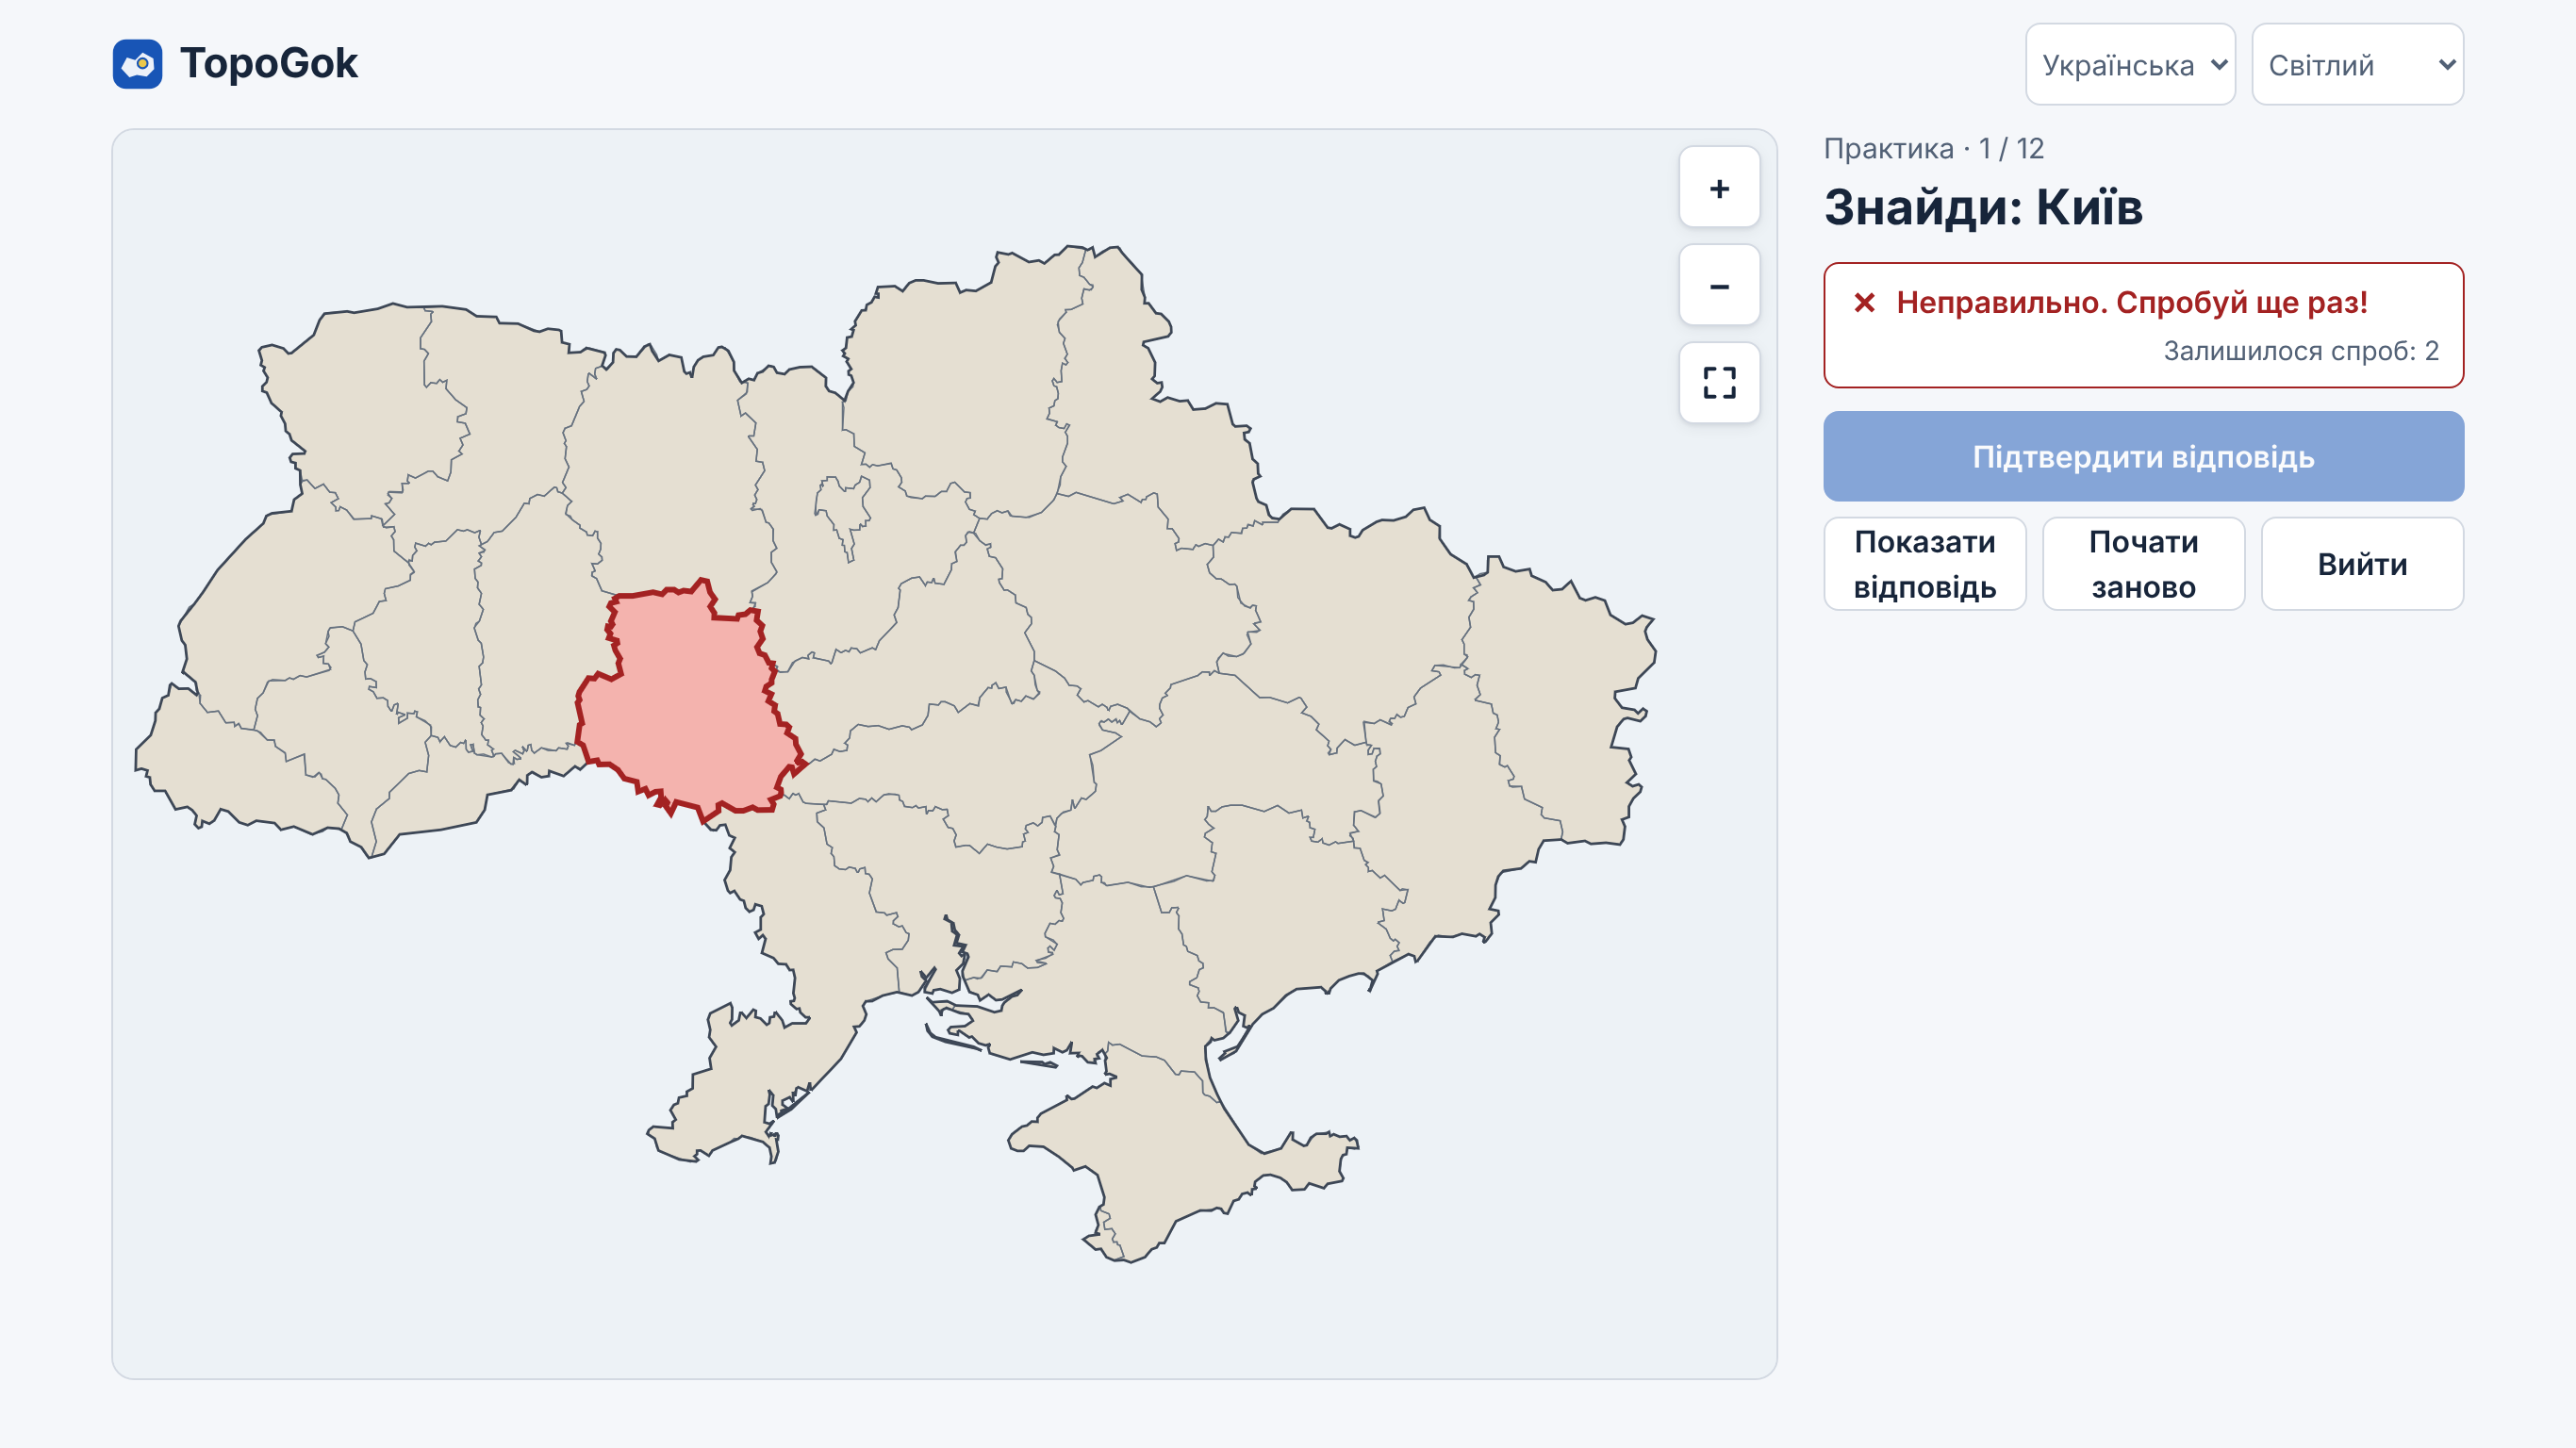 TopoGok
Українська
Світлий
+
−
Практика · 1 / 12
Знайди: Київ
× Неправильно. Спробуй ще раз!
Залишилося спроб: 2
Підтвердити відповідь
Показати
відповідь
Почати
заново
Вийти